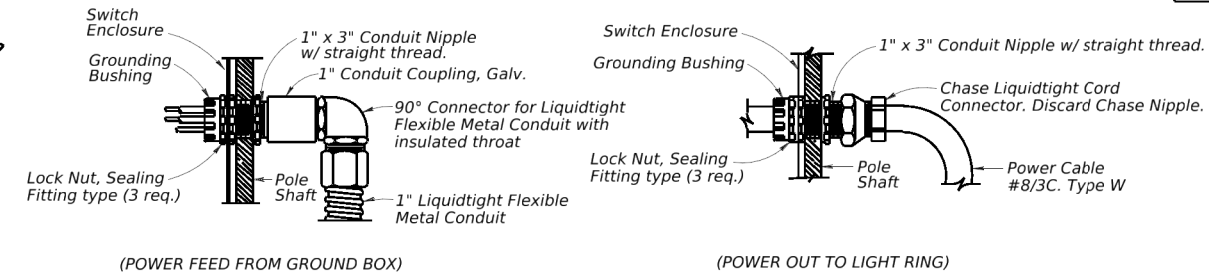 Switch
Enclosure
Grounding
Bushing
1" x 3" Conduit Nipple
w/ straight thread.
1" Conduit Coupling, Galv.
90° Connector for Liquidtight
Flexible Metal Conduit with
insulated throat
Lock Nut, Sealing
Fitting type (3 req.)
Pole
Shaft
1" Liquidtight Flexible
Metal Conduit
(POWER FEED FROM GROUND BOX)
Switch Enclosure
Grounding Bushing
1" x 3" Conduit Nipple w/ straight thread.
Chase Liquidtight Cord
Connector. Discard Chase Nipple.
Lock Nut, Sealing
Fitting type (3 req.)
Pole
Shaft
Power Cable
#8/3C. Type W
(POWER OUT TO LIGHT RING)